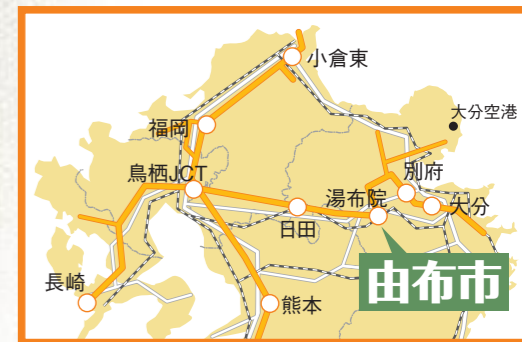 小倉東
大分空港
福岡
鳥栖JCT
別府
湯布院
大分
日田
長崎
由布市
熊本